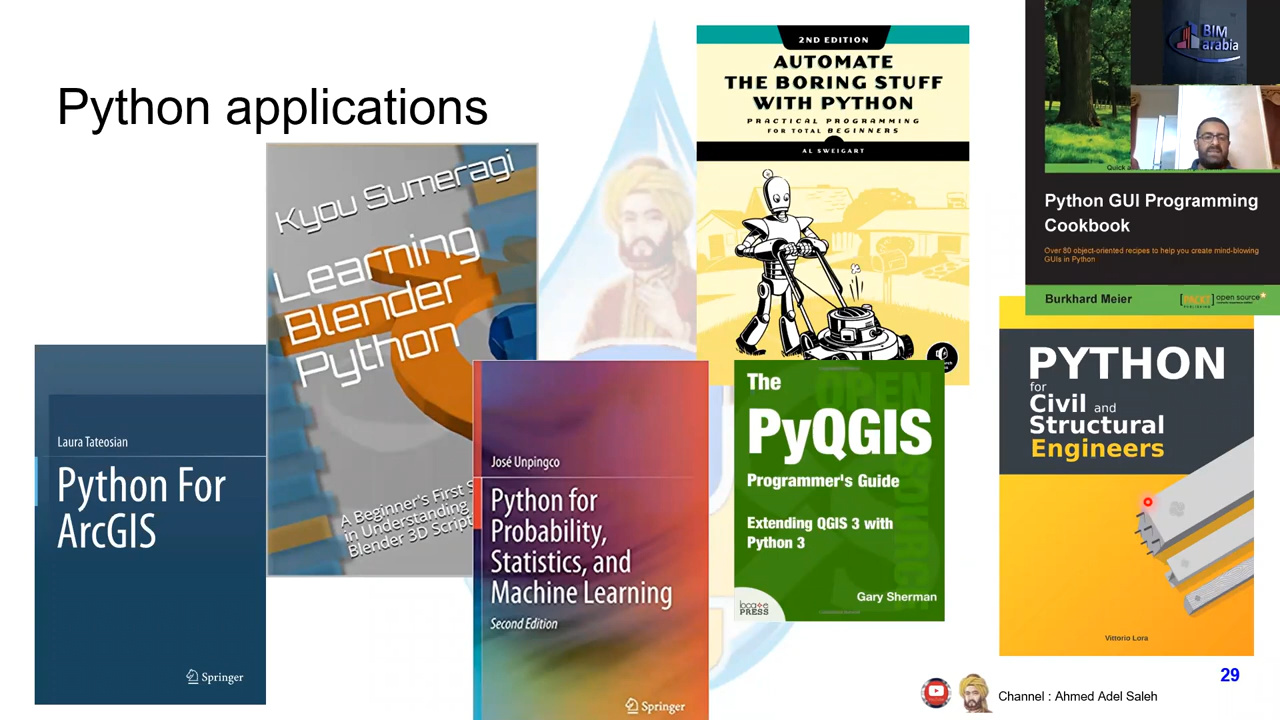 Python applications
2ND EDITION
AUTOMATE
THE BORING STUFF
WITH PYTHON
PRACTICAL PROGRAMMING
FOR TOTAL BEGINNERS
AL SWEIGART
BIM
arabia
Quick a
Python GUI Programming
Cookbook
Over 80 object-oriented recipes to help you create mind-blowing
GUIs in Python
Burkhard Meier
[PACKT] open source*
PUBLISHING
Kyou Sumeragi
Learning
Blender
Python
A Beginner's First S
in Understanding
Blender 3D Script
Laura Tateosian
Python For
ArcGIS
Springer
José Unpingco
Python for
Probability,
Statistics, and
Machine Learning
Second Edition
Springer
OPEN
SOURCE
The
PyQGIS
Programmer's Guide
Extending QGIS 3 with
Python 3
Gary Sherman
locate
PRESS
PYTHON
for
Civil and
Structural
Engineers
Vittorio Lora
29
Channel : Ahmed Adel Saleh